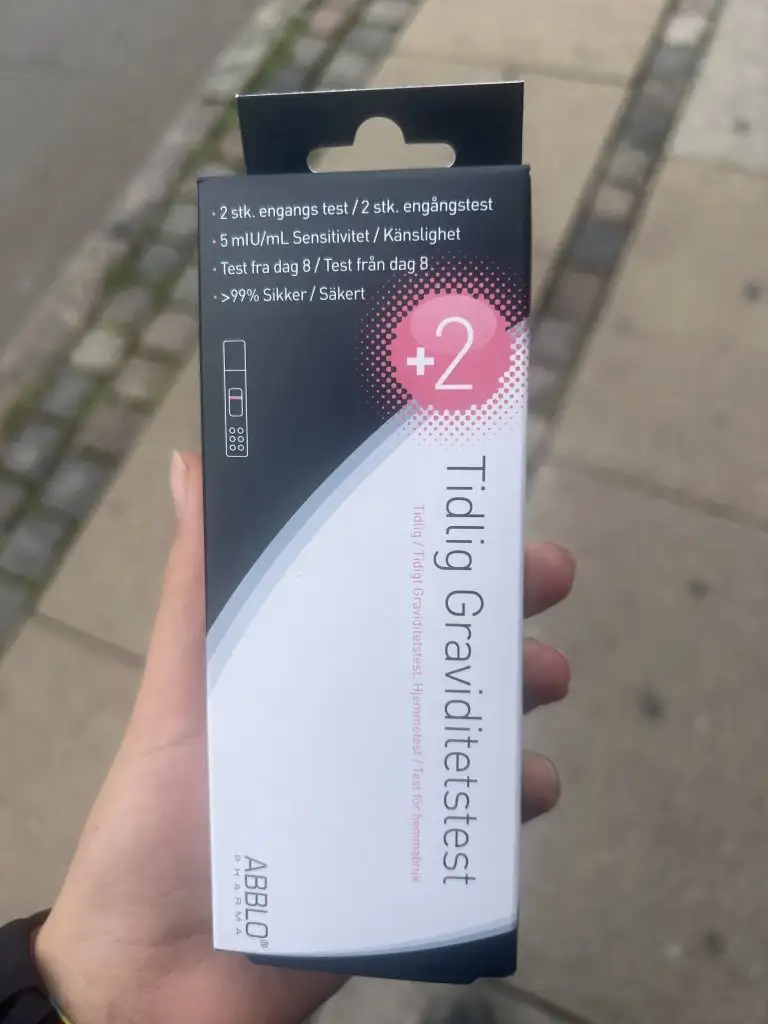 · 2 stk. engangs test / 2 stk. engångstest
· 5 mIU/mL Sensitivitet / Känslighet
· Test fra dag 8 / Test från dag 8
· >99% Sikker / Säkert
+2
Tidlig Graviditetstest
Tidlig / Tidigt Graviditetstest. Hjemmetest / Test för hemmabruk
ABBLO®
PHARMA